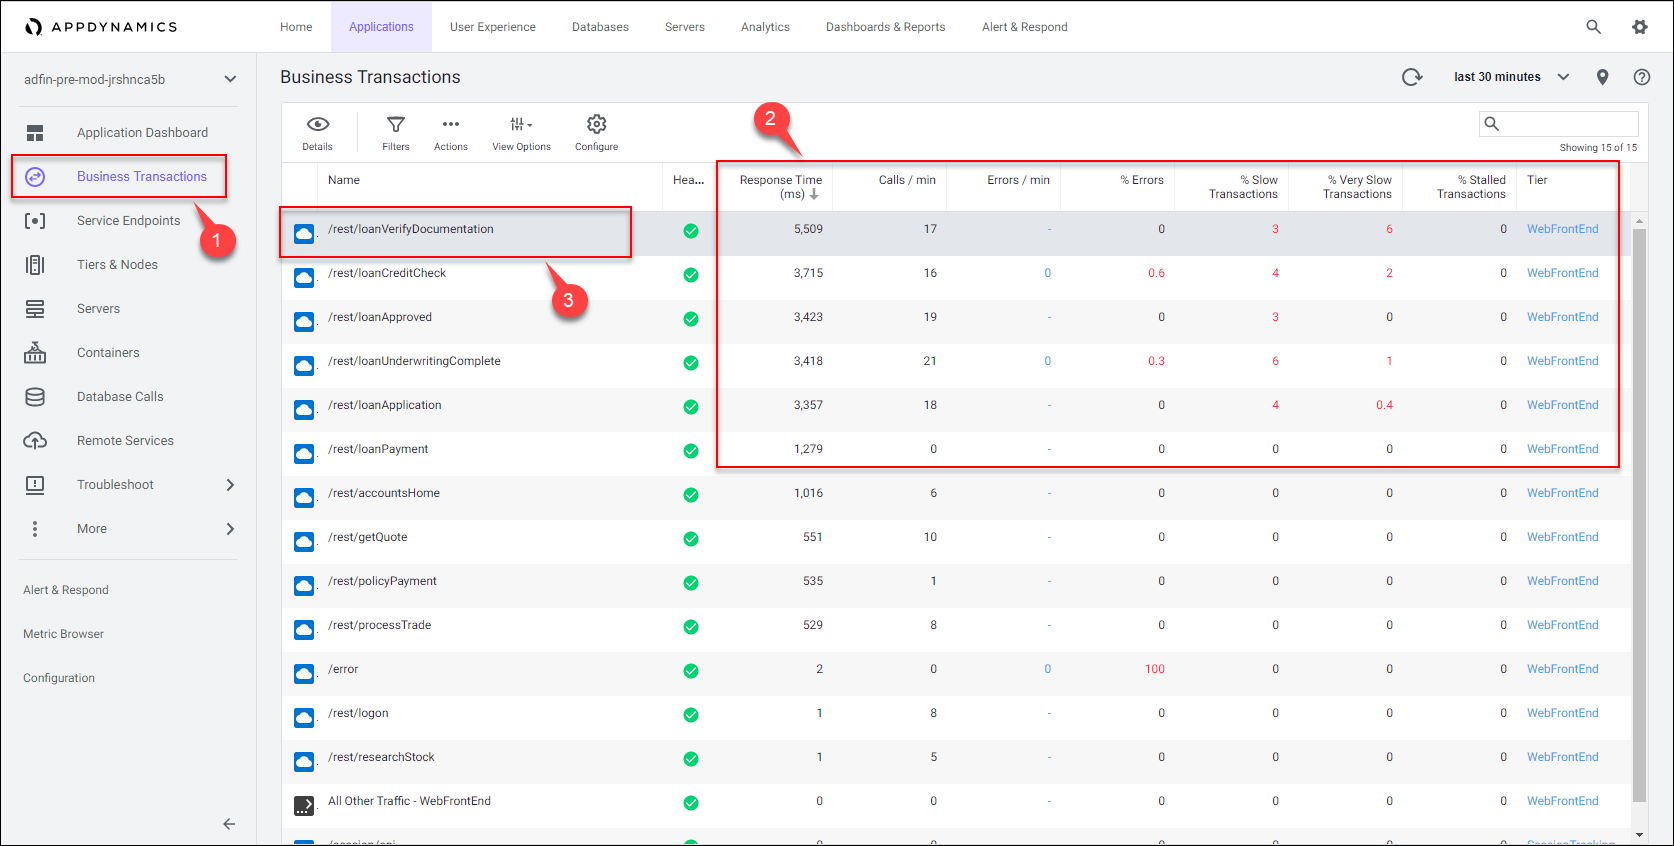 APPDYNAMICS
Home
Applications
User Experience
Databases
Servers
Analytics
Dashboards & Reports
Alert & Respond
adfin-pre-mod-jrshnca5b
Business Transactions
last 30 minutes
Application Dashboard
Business Transactions
Service Endpoints
Tiers & Nodes
Servers
Containers
Database Calls
Remote Services
Troubleshoot
More
Alert & Respond
Metric Browser
Configuration
1
2
3
Details
Filters
Actions
View Options
Configure
Showing 15 of 15
Name Hea... Response Time (ms) Calls / min Errors / min % Errors % Slow Transactions % Very Slow Transactions % Stalled Transactions Tier
/rest/loanVerifyDocumentation 5,509 17 - 0 3 6 0 WebFrontEnd
/rest/loanCreditCheck 3,715 16 0 0.6 4 2 0 WebFrontEnd
/rest/loanApproved 3,423 19 - 0 3 0 0 WebFrontEnd
/rest/loanUnderwritingComplete 3,418 21 0 0.3 6 1 0 WebFrontEnd
/rest/loanApplication 3,357 18 - 0 4 0.4 0 WebFrontEnd
/rest/loanPayment 1,279 0 - 0 0 0 0 WebFrontEnd
/rest/accountsHome 1,016 6 - 0 0 0 0 WebFrontEnd
/rest/getQuote 551 10 - 0 0 0 0 WebFrontEnd
/rest/policyPayment 535 1 - 0 0 0 0 WebFrontEnd
/rest/processTrade 529 8 - 0 0 0 0 WebFrontEnd
/error 2 0 0 100 0 0 0 WebFrontEnd
/rest/logon 1 8 - 0 0 0 0 WebFrontEnd
/rest/researchStock 1 5 - 0 0 0 0 WebFrontEnd
All Other Traffic - WebFrontEnd 0 0 - 0 0 0 0 WebFrontEnd